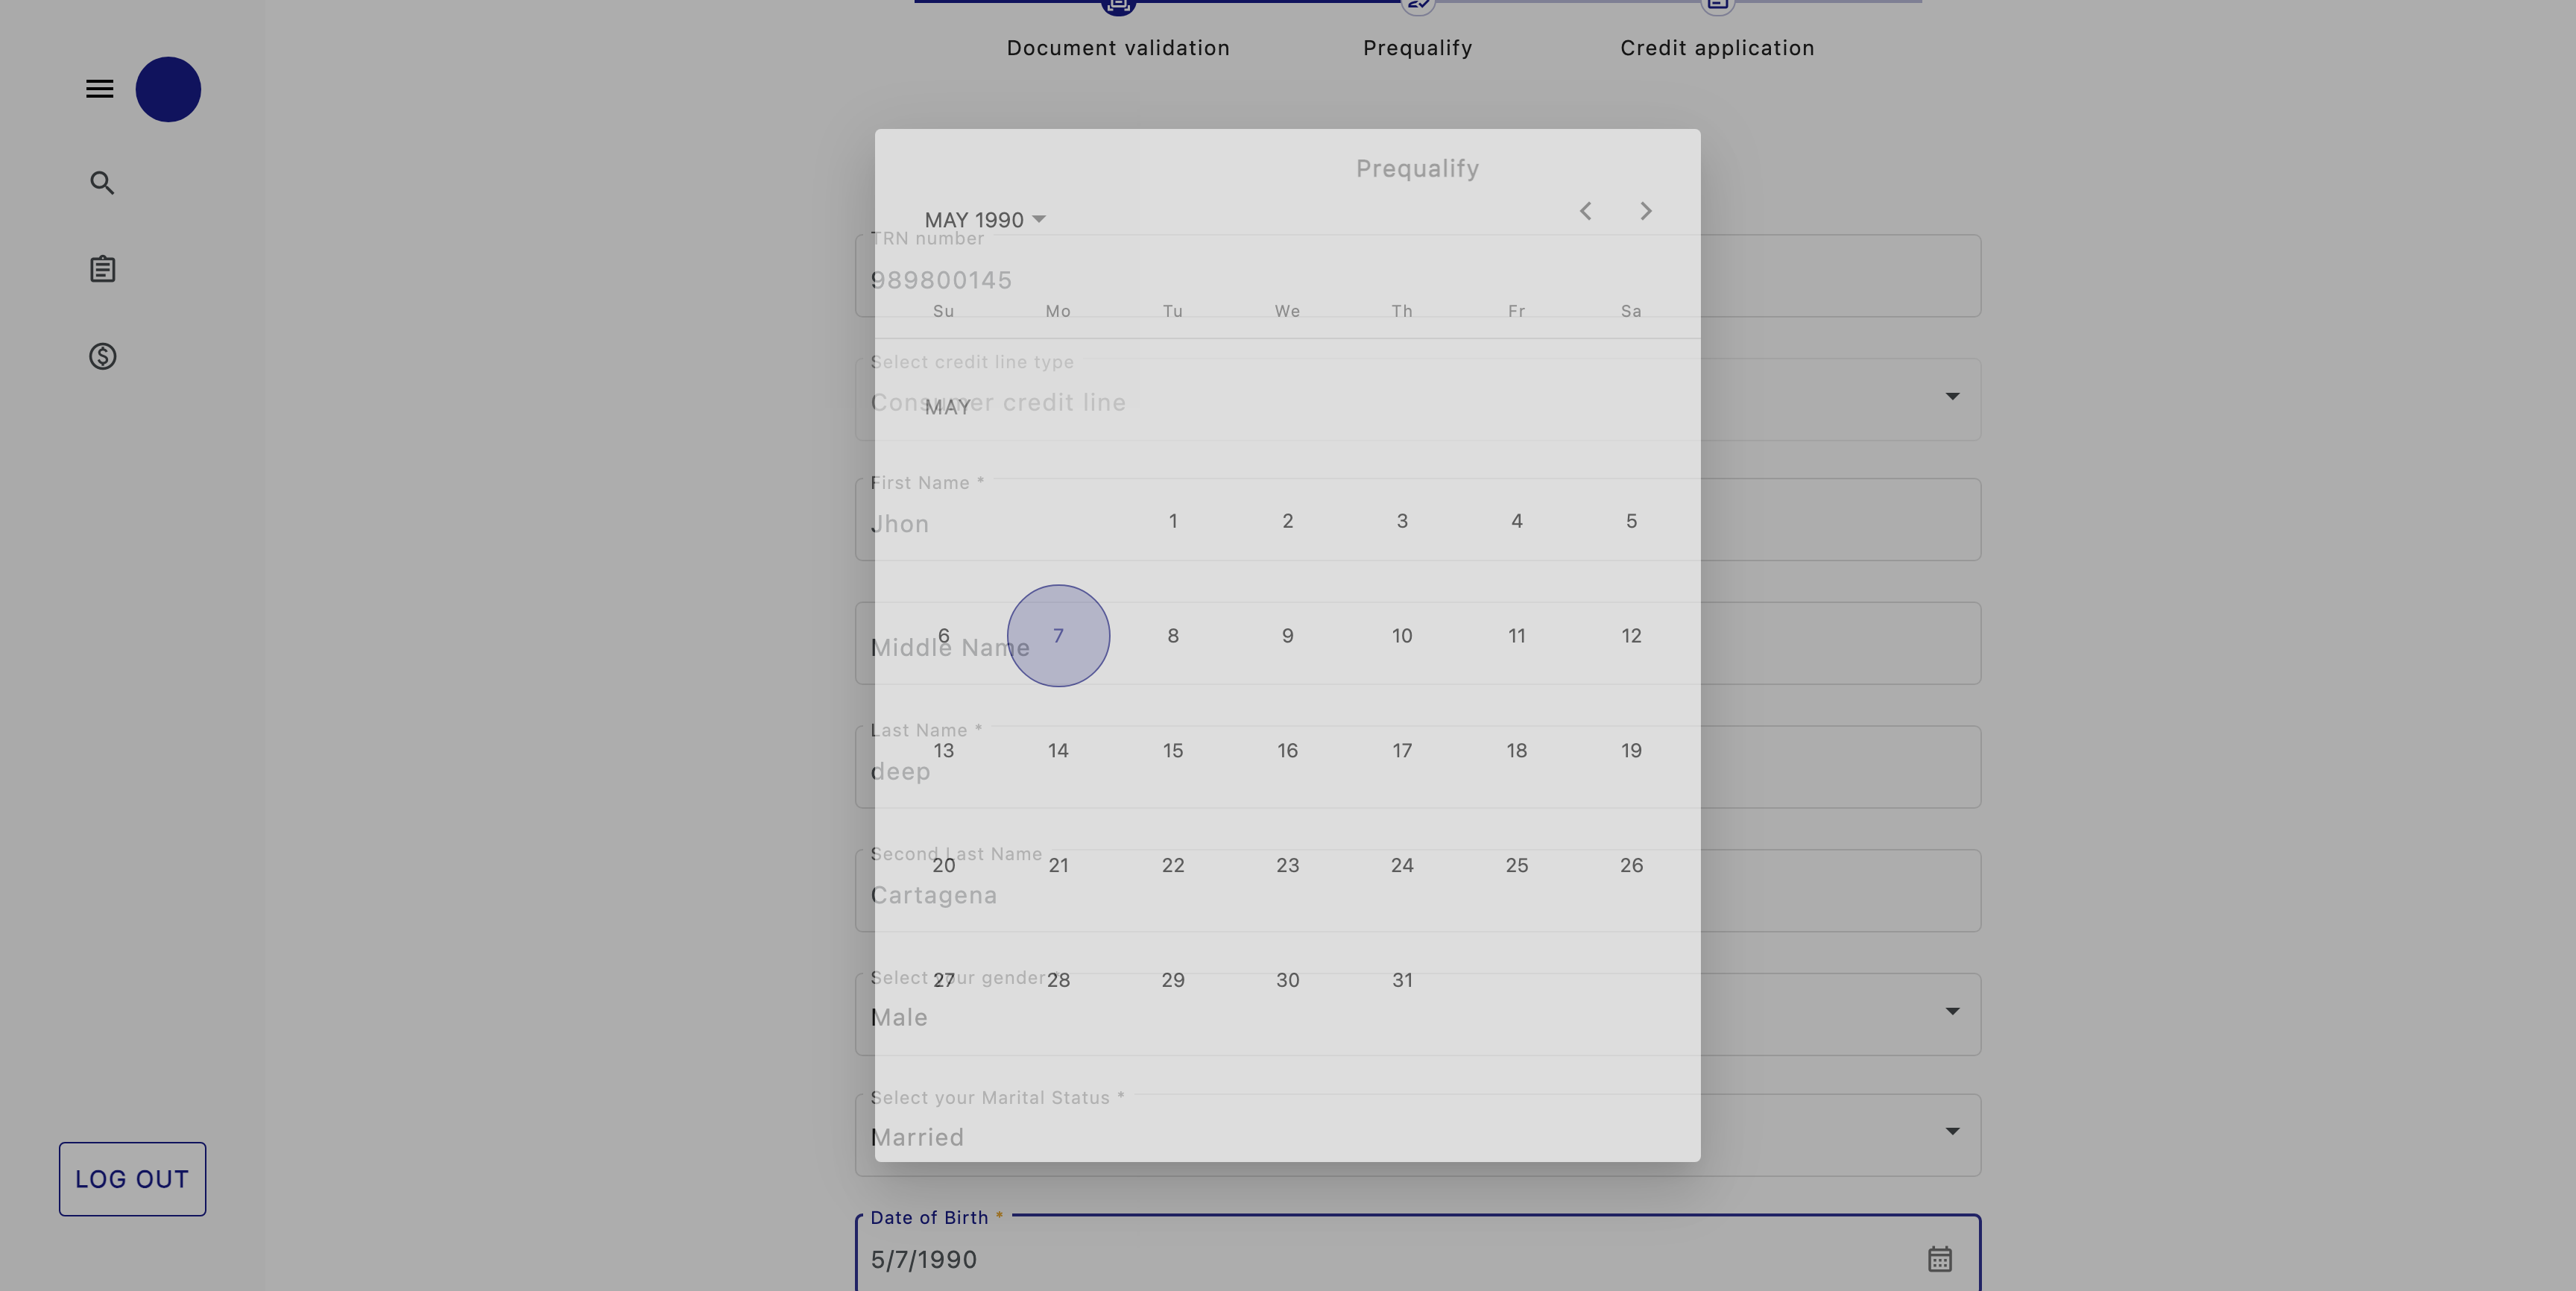 Document validation
Prequalify
Credit application
Prequalify
MAY 1990
TRN number
989800145
Su Mo Tu We Th Fr Sa
Select credit line type
Consumer credit line
MAY
First Name *
Jhon
1 2 3 4 5
6 7 8 9 10 11 12
Middle Name
Last Name *
13 14 15 16 17 18 19
deep
Second Last Name
20 21 22 23 24 25 26
Cartagena
Select your gender *
27 28 29 30 31
Male
Select your Marital Status *
Married
LOG OUT
Date of Birth *
5/7/1990